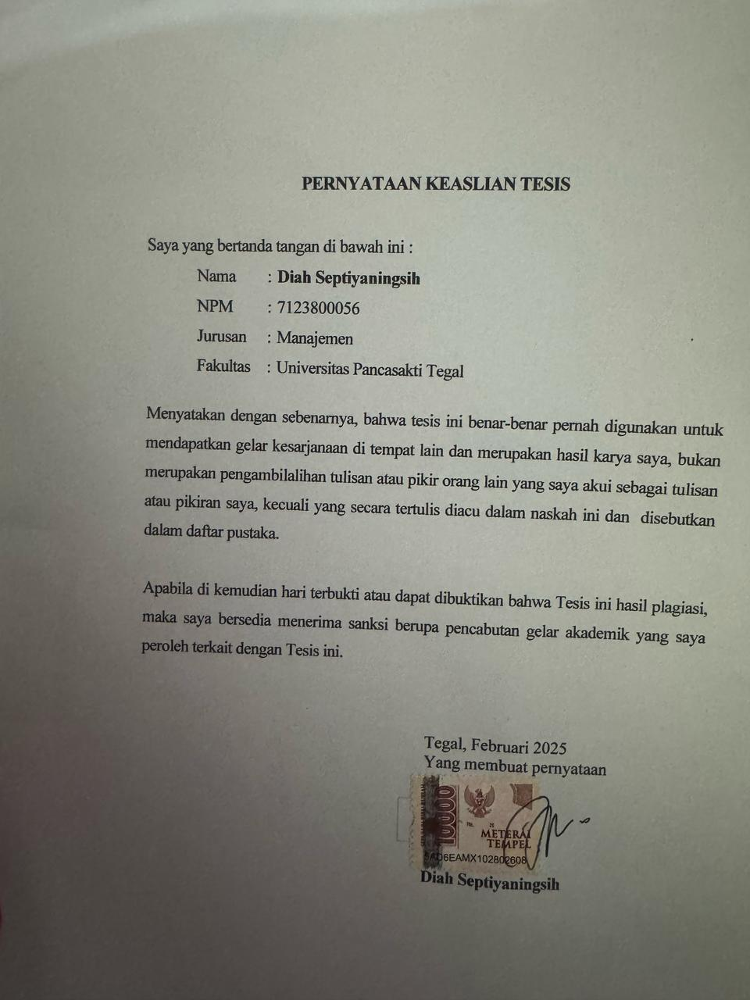 PERNYATAAN KEASLIAN TESIS
Saya yang bertanda tangan di bawah ini :
Nama : Diah Septiyaningsih
NPM : 7123800056
Jurusan : Manajemen
Fakultas : Universitas Pancasakti Tegal
Menyatakan dengan sebenarnya, bahwa tesis ini benar-benar pernah digunakan untuk
mendapatkan gelar kesarjanaan di tempat lain dan merupakan hasil karya saya, bukan
merupakan pengambilalihan tulisan atau pikir orang lain yang saya akui sebagai tulisan
atau pikiran saya, kecuali yang secara tertulis diacu dalam naskah ini dan disebutkan
dalam daftar pustaka.
Apabila di kemudian hari terbukti atau dapat dibuktikan bahwa Tesis ini hasil plagiasi,
maka saya bersedia menerima sanksi berupa pencabutan gelar akademik yang saya
peroleh terkait dengan Tesis ini.
Tegal, Februari 2025
Yang membuat pernyataan
10000
METERAI
TEMPEL
6EAMX102802608
Diah Septiyaningsih